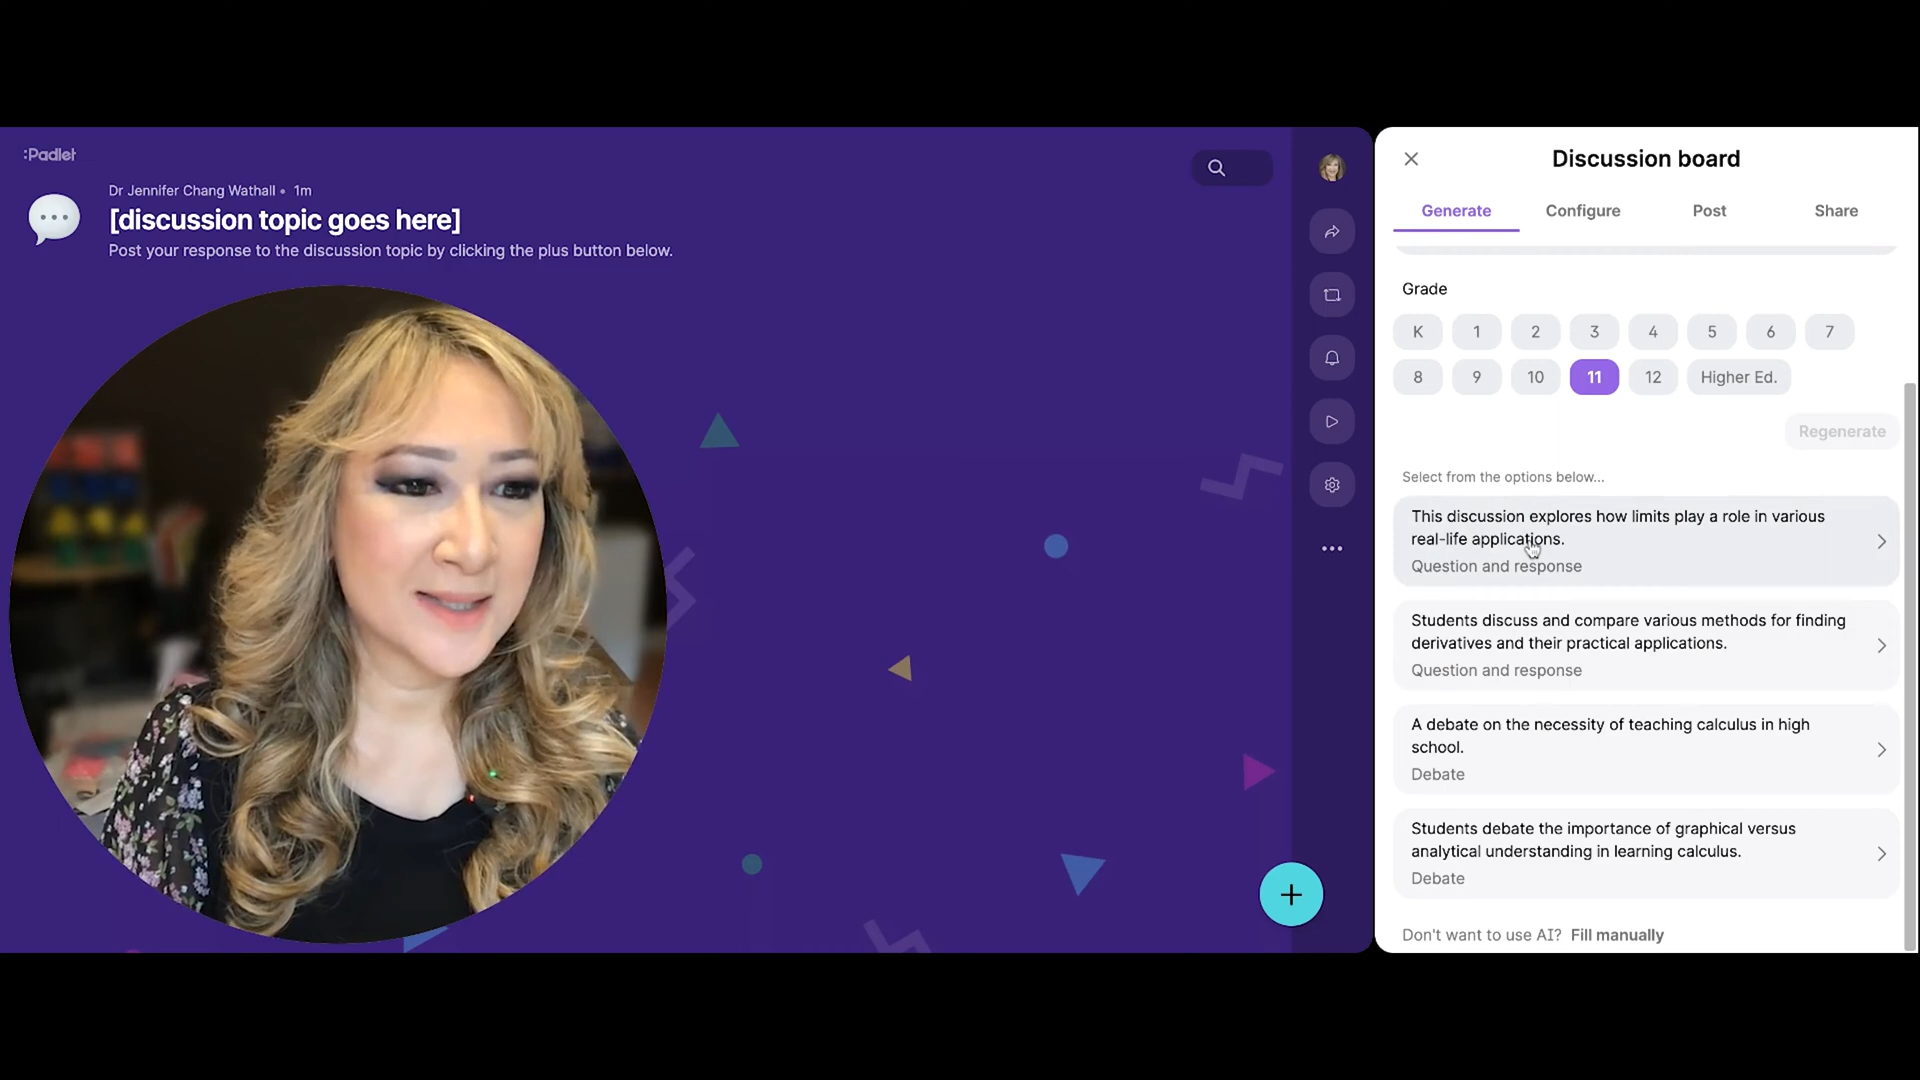 :Padlet
Dr Jennifer Chang Wathall • 1m
[discussion topic goes here]
Post your response to the discussion topic by clicking the plus button below.
Discussion board
Generate
Configure
Post
Share
Grade
K
1
2
3
4
5
6
7
8
9
10
11
12
Higher Ed.
Regenerate
Select from the options below...
This discussion explores how limits play a role in various
real-life applications.
Question and response
Students discuss and compare various methods for finding
derivatives and their practical applications.
Question and response
A debate on the necessity of teaching calculus in high
school.
Debate
Students debate the importance of graphical versus
analytical understanding in learning calculus.
Debate
Don't want to use AI? Fill manually